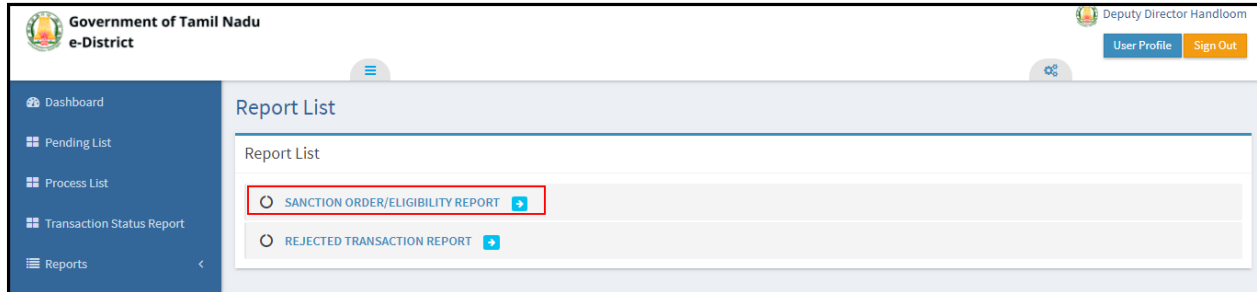 Government of Tamil Nadu
e-District
Deputy Director Handloom
User Profile
Sign Out
Dashboard
Pending List
Process List
Transaction Status Report
Reports
Report List
Report List
SANCTION ORDER/ELIGIBILITY REPORT
REJECTED TRANSACTION REPORT